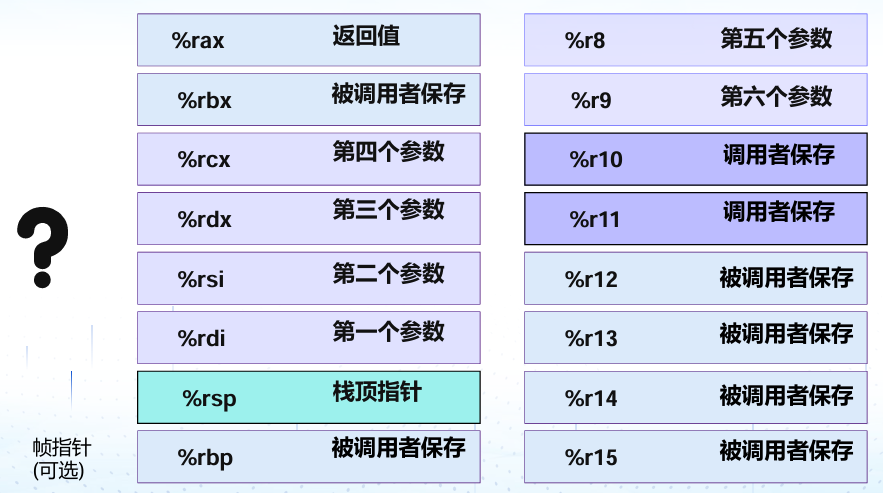 %rax 返回值
%rbx 被调用者保存
%rcx 第四个参数
%rdx 第三个参数
%rsi 第二个参数
%rdi 第一个参数
%rsp 栈顶指针
%rbp 被调用者保存
?
帧指针
(可选)
%r8 第五个参数
%r9 第六个参数
%r10 调用者保存
%r11 调用者保存
%r12 被调用者保存
%r13 被调用者保存
%r14 被调用者保存
%r15 被调用者保存